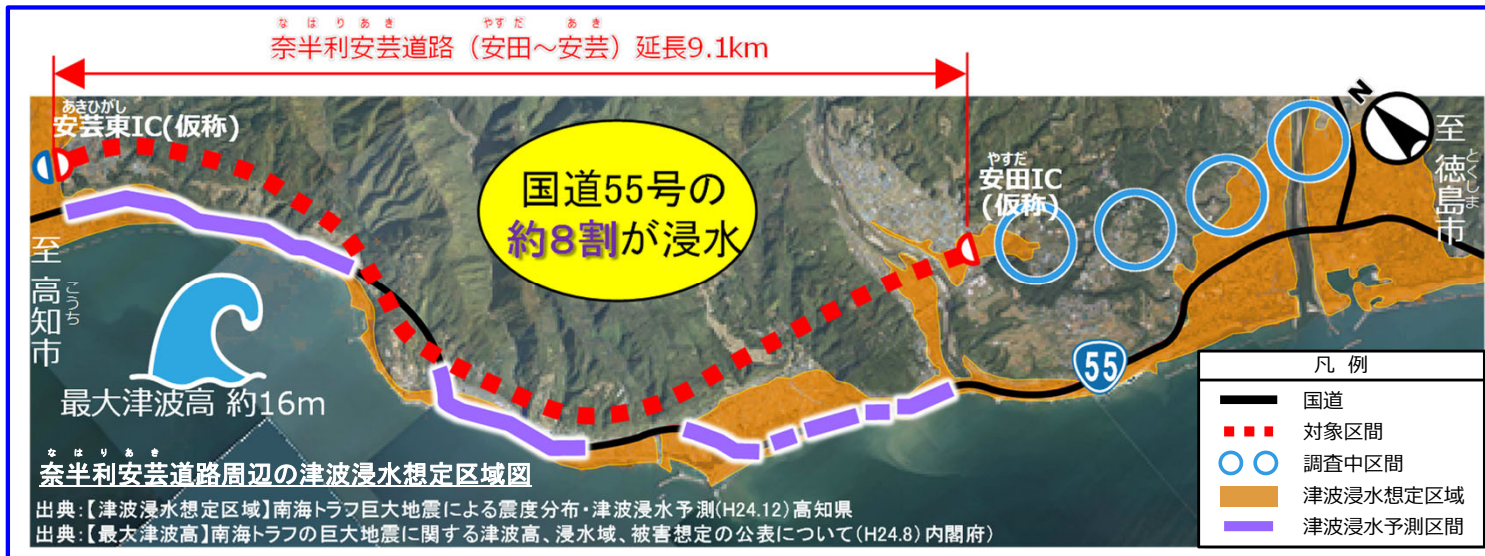 なはりあき やすだ あき
奈半利安芸道路（安田～安芸）延長9.1km
あきひがし
安芸東IC(仮称)
国道55号の
約8割が浸水
やすだ
安田IC
(仮称)
N
至 徳島市
とくしま
至 高知市
こうち
最大津波高 約16m
55
なはりあき
奈半利安芸道路周辺の津波浸水想定区域図
出典:【津波浸水想定区域】南海トラフ巨大地震による震度分布・津波浸水予測(H24.12)高知県
出典:【最大津波高】南海トラフの巨大地震に関する津波高、浸水域、被害想定の公表について(H24.8)内閣府)
凡 例
国道
対象区間
調査中区間
津波浸水想定区域
津波浸水予測区間